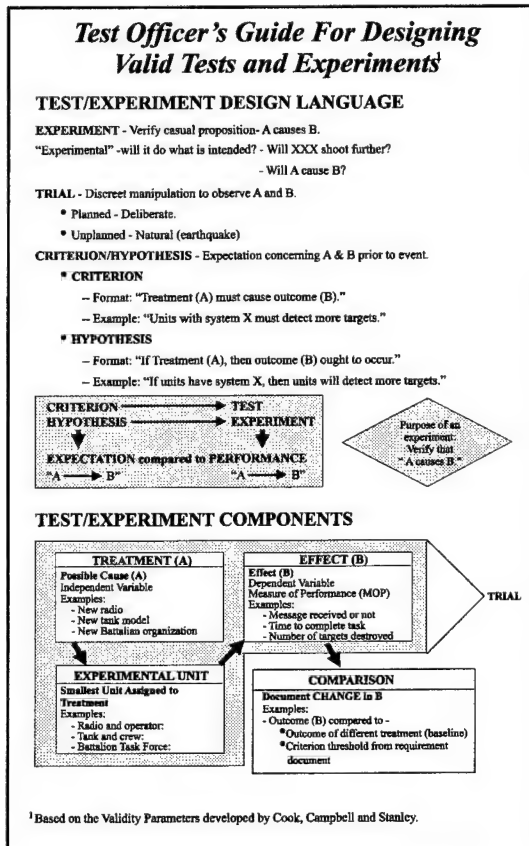 Test Officer's Guide For Designing
Valid Tests and Experiments¹
TEST/EXPERIMENT DESIGN LANGUAGE
EXPERIMENT - Verify casual proposition- A causes B.
"Experimental" -will it do what is intended? - Will XXX shoot further?
- Will A cause B?
TRIAL - Discreet manipulation to observe A and B.
• Planned - Deliberate.
• Unplanned - Natural (earthquake)
CRITERION/HYPOTHESIS - Expectation concerning A & B prior to event.
• CRITERION
– Format: "Treatment (A) must cause outcome (B)."
– Example: "Units with system X must detect more targets."
• HYPOTHESIS
– Format: "If Treatment (A), then outcome (B) ought to occur."
– Example: "If units have system X, then units will detect more targets."
CRITERION TEST
HYPOTHESIS EXPERIMENT
EXPECTATION compared to PERFORMANCE
"A B" "A B"
Purpose of an
experiment:
Verify that
"A causes B."
TEST/EXPERIMENT COMPONENTS
TREATMENT (A)
Possible Cause (A)
Independent Variable
Examples:
- New radio
- New tank model
- New Battalian organization
EFFECT (B)
Effect (B)
Dependent Variable
Measure of Performance (MOP)
Examples:
- Message received or not
- Time to complete task
- Number of targets destroyed
TRIAL
EXPERIMENTAL UNIT
Smallest Unit Assigned to
Treatment
Examples:
- Radio and operator:
- Tank and crew:
- Battalion Task Force:
COMPARISON
Document CHANGE in B
Examples:
- Outcome (B) compared to -
•Outcome of different treatment (baseline)
•Criterion threshold from requirement
document
¹Based on the Validity Parameters developed by Cook, Campbell and Stanley.